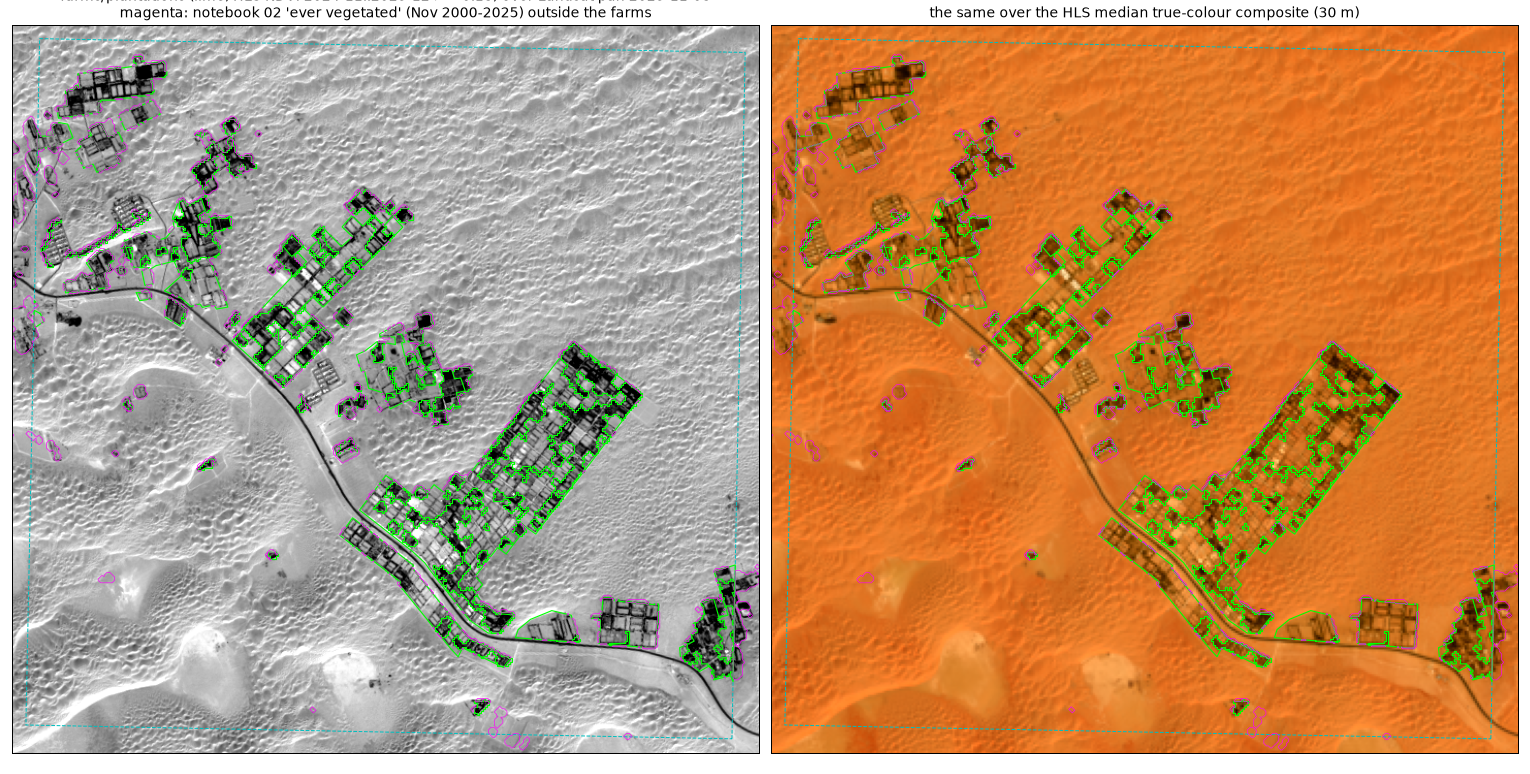 magenta: notebook 02 'ever vegetated' (Nov 2000-2025) outside the farms
the same over the HLS median true-colour composite (30 m)